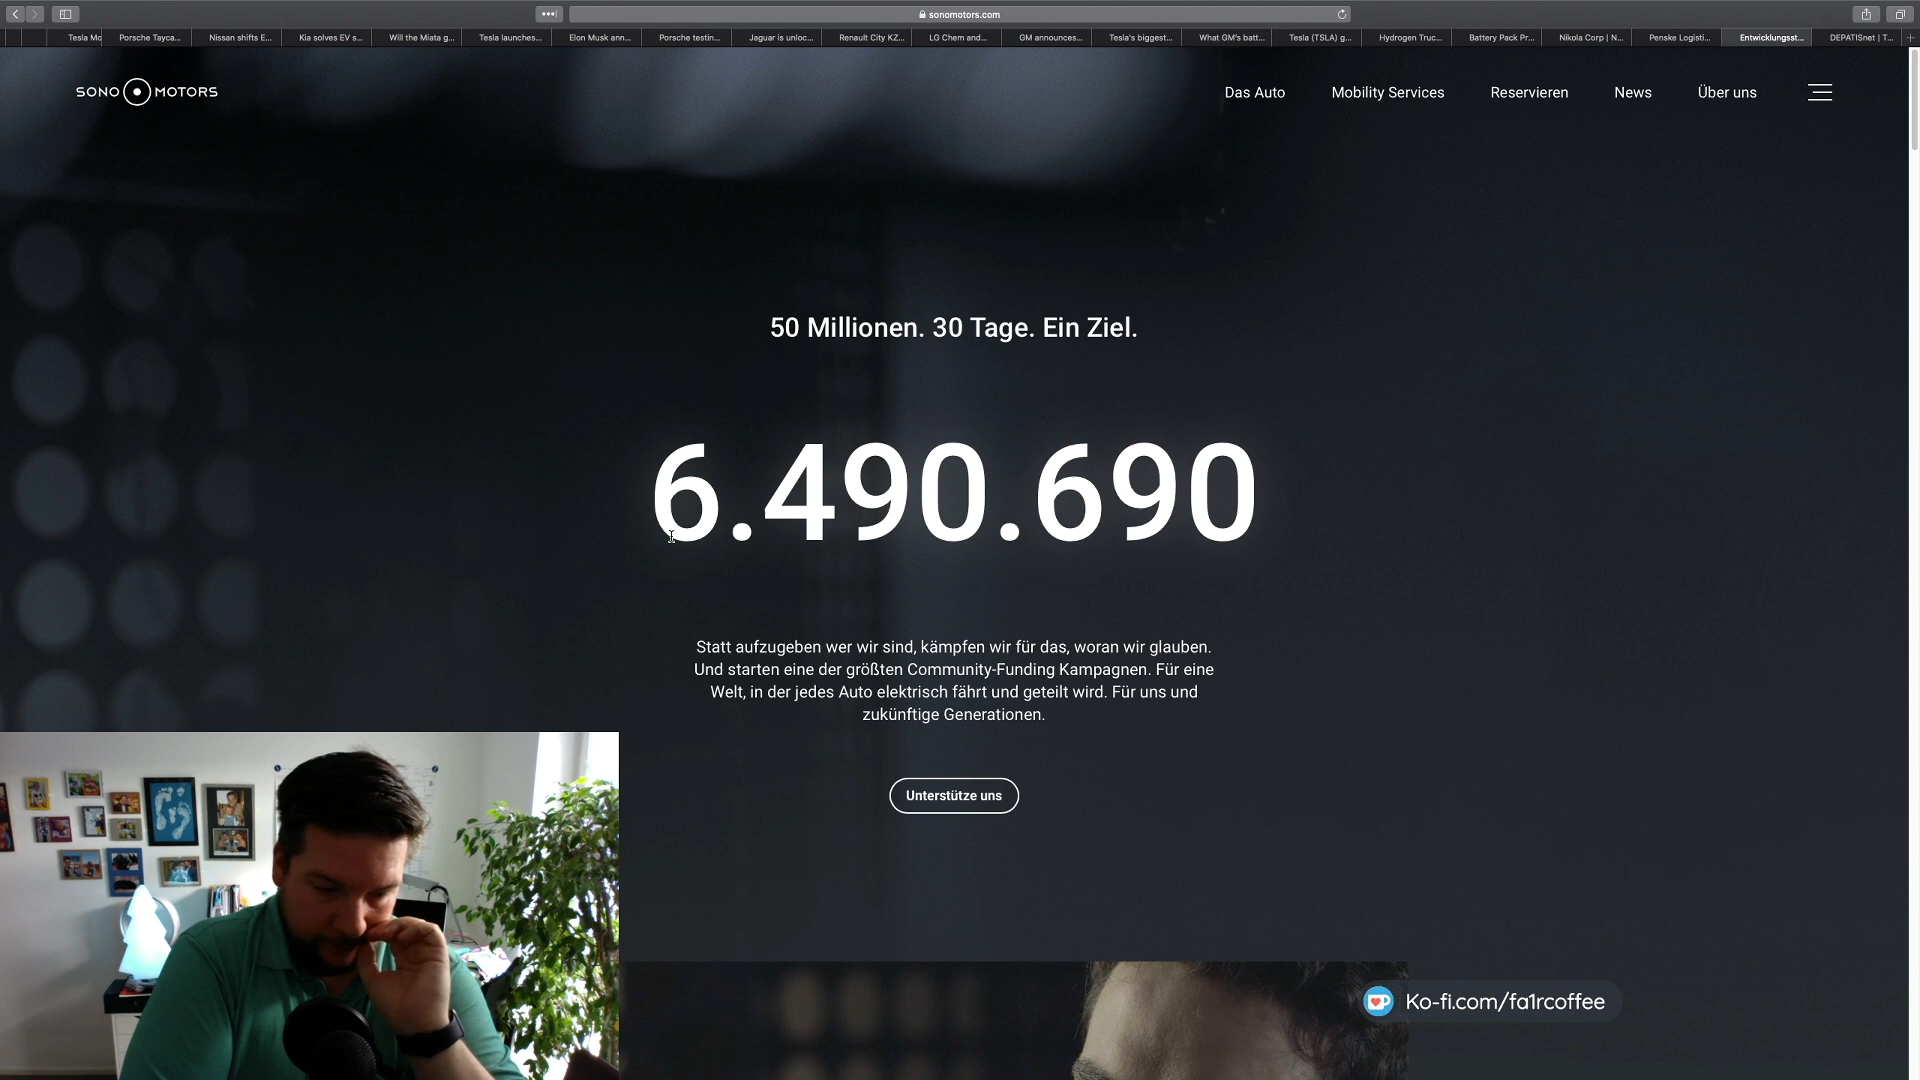 sonomotors.com
Tesla Mo
Porsche Tayca...
Nissan shifts E...
Kia solves EV s...
Will the Miata g...
Tesla launches...
Elon Musk ann...
Porsche testin...
Jaguar is unloc...
Renault City KZ...
LG Chem and...
GM announces...
Tesla's biggest...
What GM's batt...
Tesla (TSLA) g...
Hydrogen Truc...
Battery Pack Pr...
Nikola Corp | N...
Penske Logisti...
Entwicklungsst...
DEPATISnet | T...
SONO MOTORS
Das Auto
Mobility Services
Reservieren
News
Über uns
50 Millionen. 30 Tage. Ein Ziel.
6.490.690
Statt aufzugeben wer wir sind, kämpfen wir für das, woran wir glauben.
Und starten eine der größten Community-Funding Kampagnen. Für eine
Welt, in der jedes Auto elektrisch fährt und geteilt wird. Für uns und
zukünftige Generationen.
Unterstütze uns
Ko-fi.com/fa1rcoffee